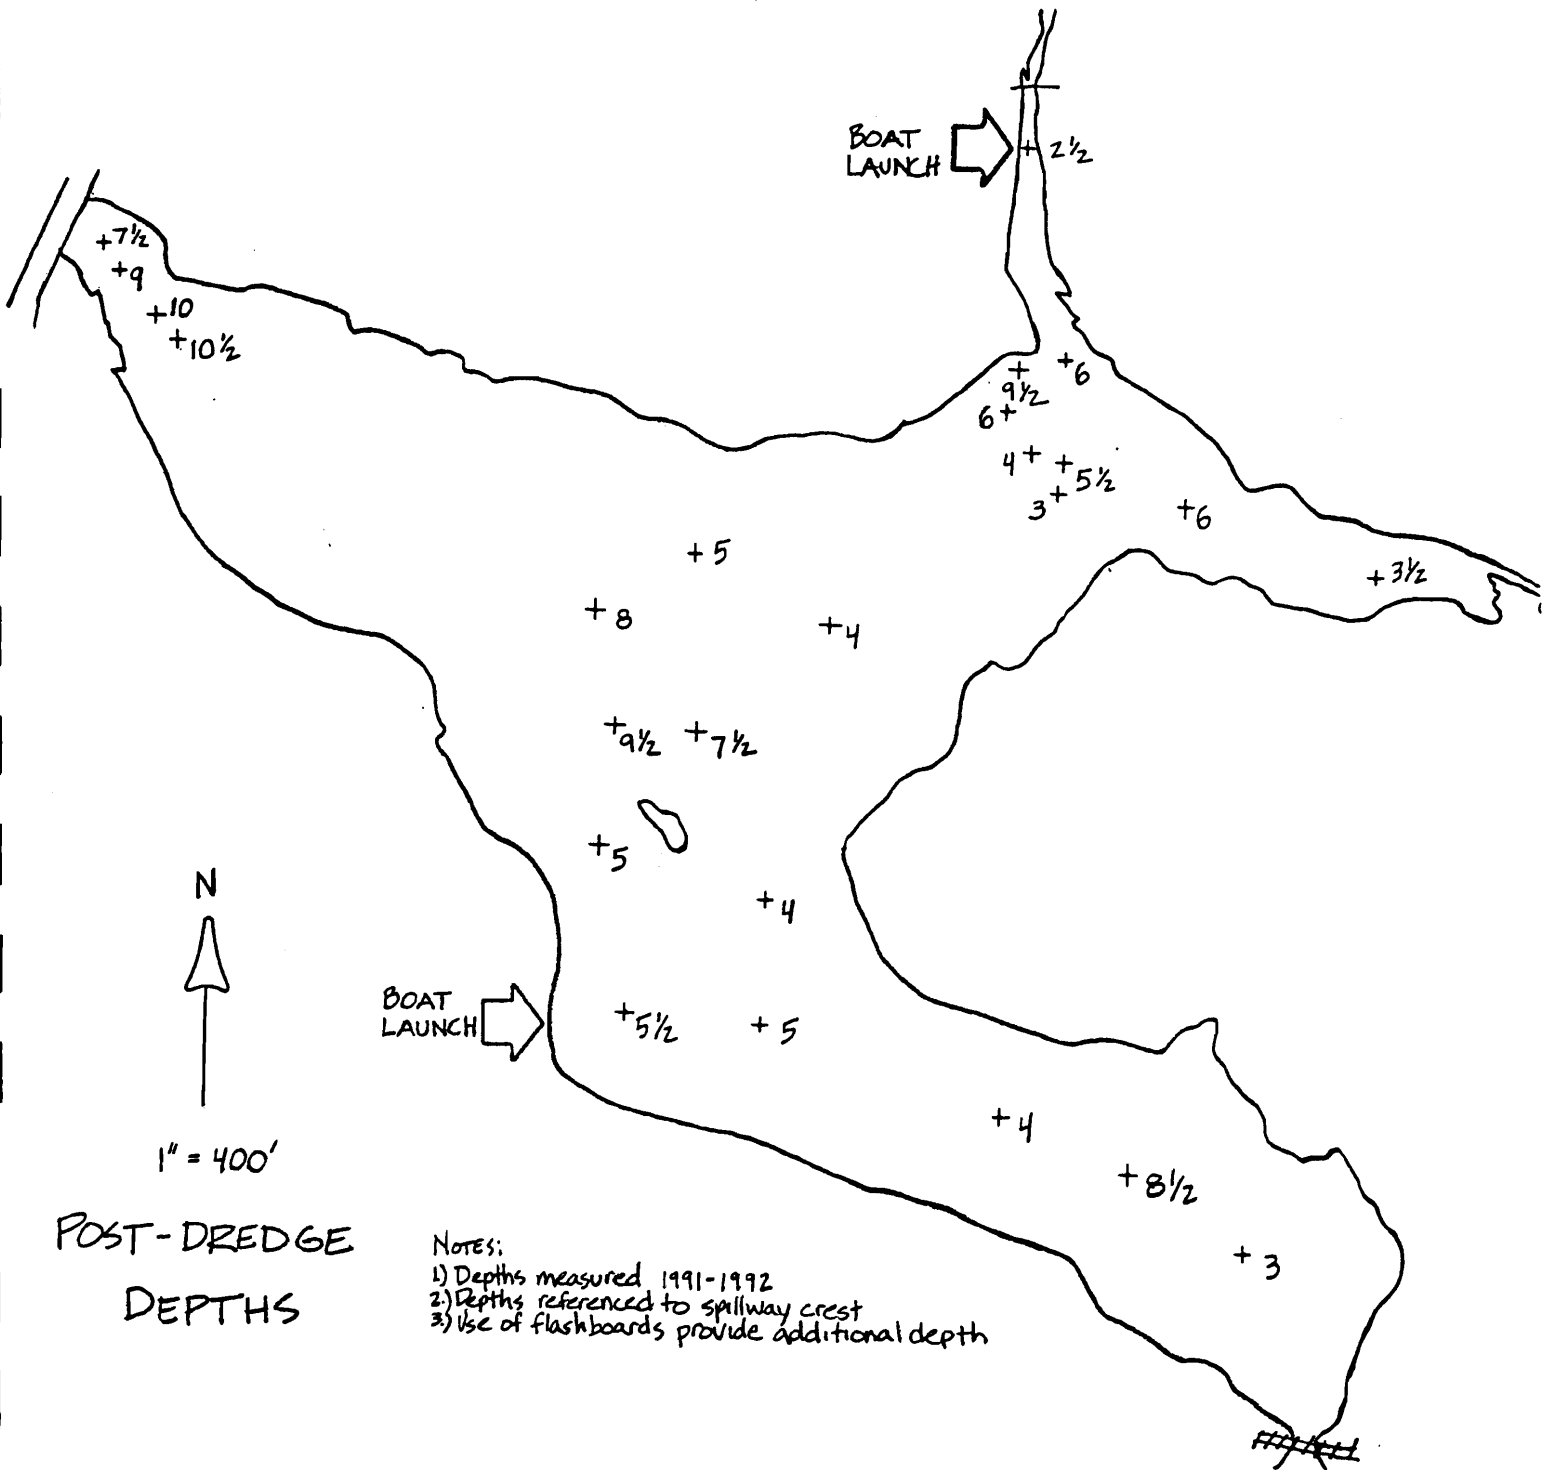 BOAT
LAUNCH
2½
+7½
+9
+10
+10½
+6
+
9½
6+
4+
+5½
3+
+6
+5
+3½
+8
+4
+9½
+7½
+5
+4
N
BOAT
LAUNCH
+5½
+5
+4
1" = 400'
+8½
POST-DREDGE
DEPTHS
+3
NOTES:
1) Depths measured 1991-1992
2.) Depths referenced to spillway crest
3.) Use of flashboards provide additional depth